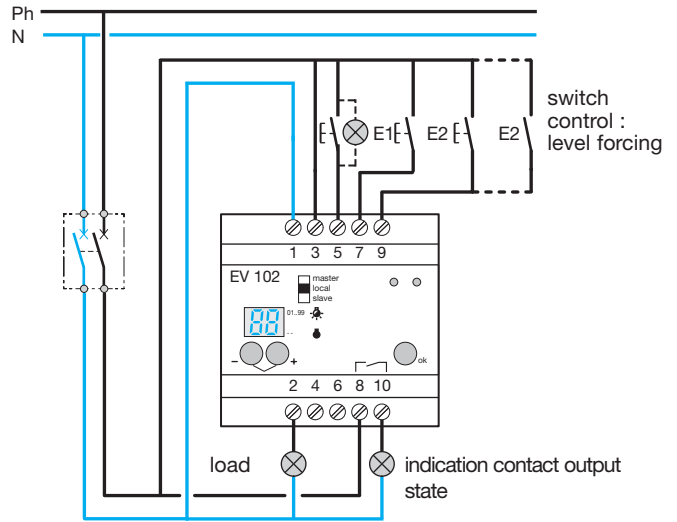 Ph
N
E1
E2
E2
switch
control :
level forcing
1 3 5 7 9
EV 102
master
local
slave
88
01..99
- -
−
+
ok
2 4 6 8 10
load
indication contact output
state